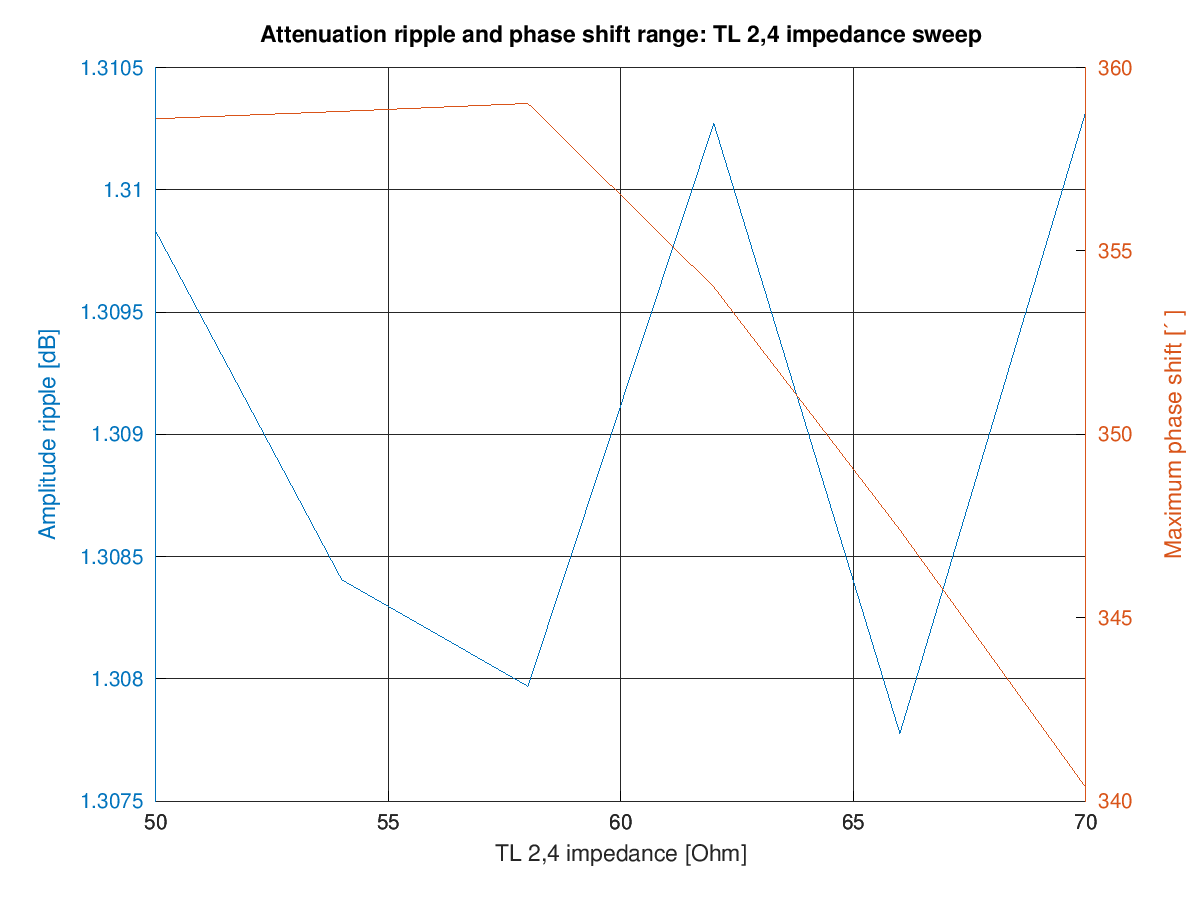 Attenuation ripple and phase shift range: TL 2,4 impedance sweep
1.3105
1.31
1.3095
1.309
1.3085
1.308
1.3075
Amplitude ripple [dB]
360
355
350
345
340
Maximum phase shift [´ ]
50 55 60 65 70
TL 2,4 impedance [Ohm]